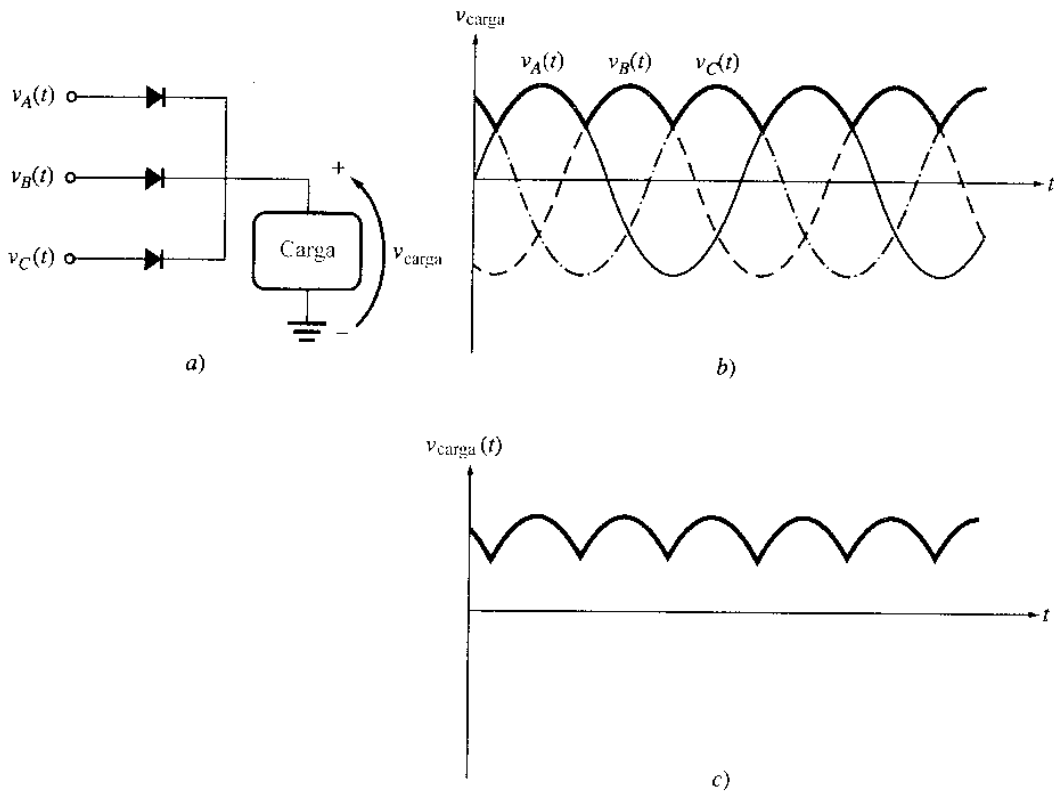 v_A(t)
v_B(t)
v_C(t)
Carga
+
v_carga
−
a)
v_carga
v_A(t) v_B(t) v_C(t)
t
b)
v_carga (t)
t
c)